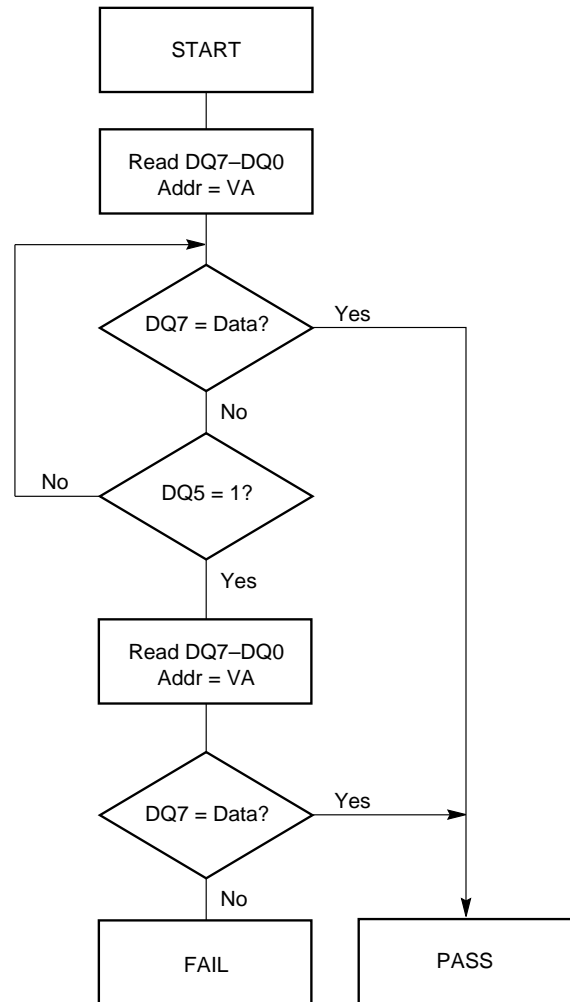 START
Read DQ7–DQ0
Addr = VA
DQ7 = Data?
Yes
No
No
DQ5 = 1?
Yes
Read DQ7–DQ0
Addr = VA
DQ7 = Data?
Yes
No
FAIL
PASS